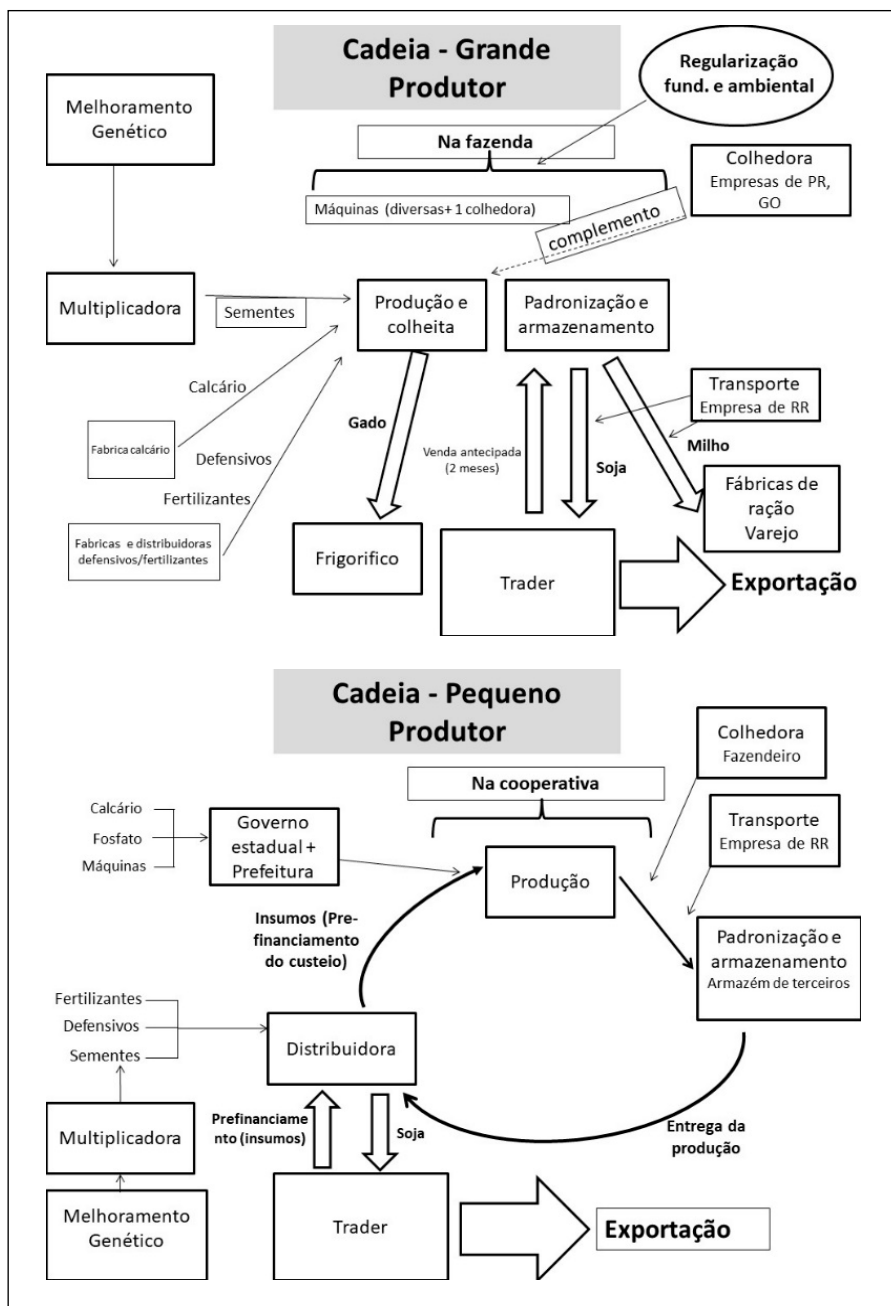 Cadeia - Grande
Produtor
Regularização
fund. e ambiental
Melhoramento
Genético
Na fazenda
Colhedora
Empresas de PR,
GO
Máquinas (diversas+ 1 colhedora)
complemento
Multiplicadora
Sementes
Produção e
colheita
Padronização e
armazenamento
Calcário
Transporte
Empresa de RR
Gado
Fabrica calcário
Defensivos
Venda antecipada
(2 meses)
Soja
Milho
Fertilizantes
Fabricas e distribuidoras
defensivos/fertilizantes
Frigorifico
Fábricas de
ração
Varejo
Trader
Exportação
Cadeia - Pequeno
Produtor
Colhedora
Fazendeiro
Na cooperativa
Calcário
Fosfato
Máquinas
Governo
estadual +
Prefeitura
Transporte
Empresa de RR
Produção
Insumos (Pre-
financiamento
do custeio)
Padronização e
armazenamento
Armazém de terceiros
Fertilizantes
Defensivos
Sementes
Distribuidora
Multiplicadora
Prefinanciame
nto (insumos)
Soja
Entrega da
produção
Melhoramento
Genético
Trader
Exportação